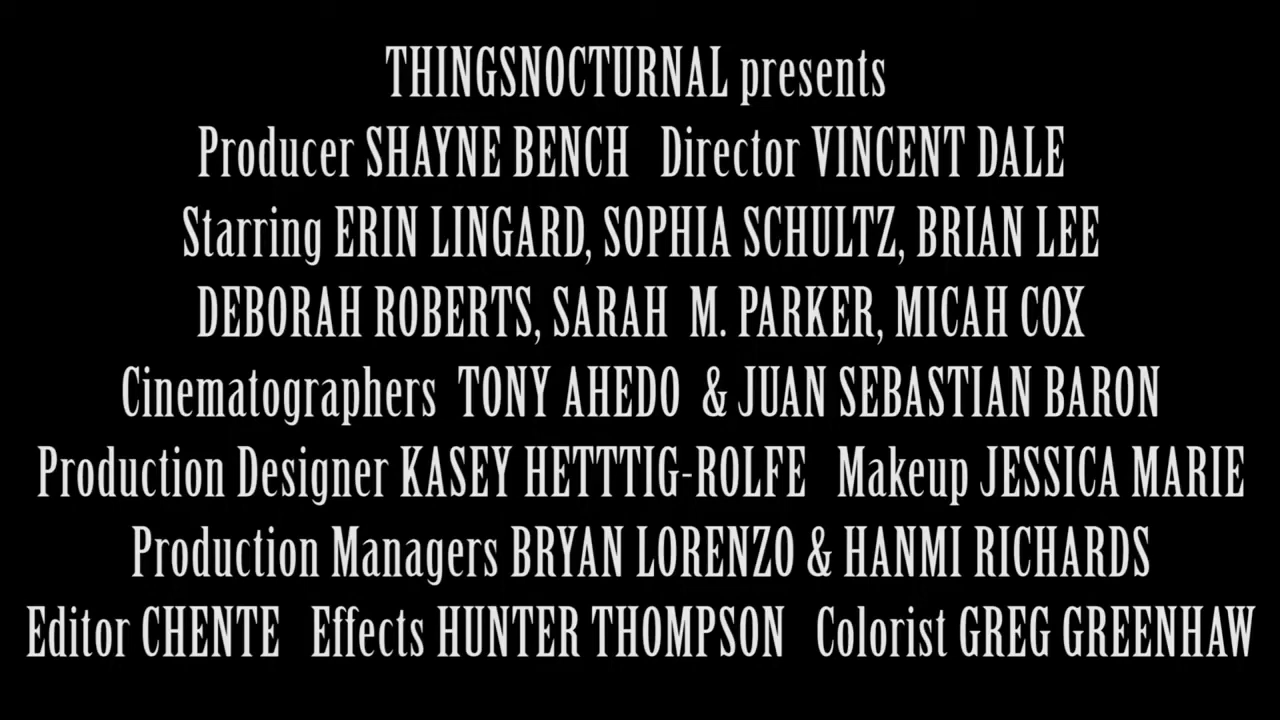 THINGSNOCTURNAL presents
Producer SHAYNE BENCH Director VINCENT DALE
Starring ERIN LINGARD, SOPHIA SCHULTZ, BRIAN LEE
DEBORAH ROBERTS, SARAH M. PARKER, MICAH COX
Cinematographers TONY AHEDO & JUAN SEBASTIAN BARON
Production Designer KASEY HETTTIG-ROLFE Makeup JESSICA MARIE
Production Managers BRYAN LORENZO & HANMI RICHARDS
Editor CHENTE Effects HUNTER THOMPSON Colorist GREG GREENHAW